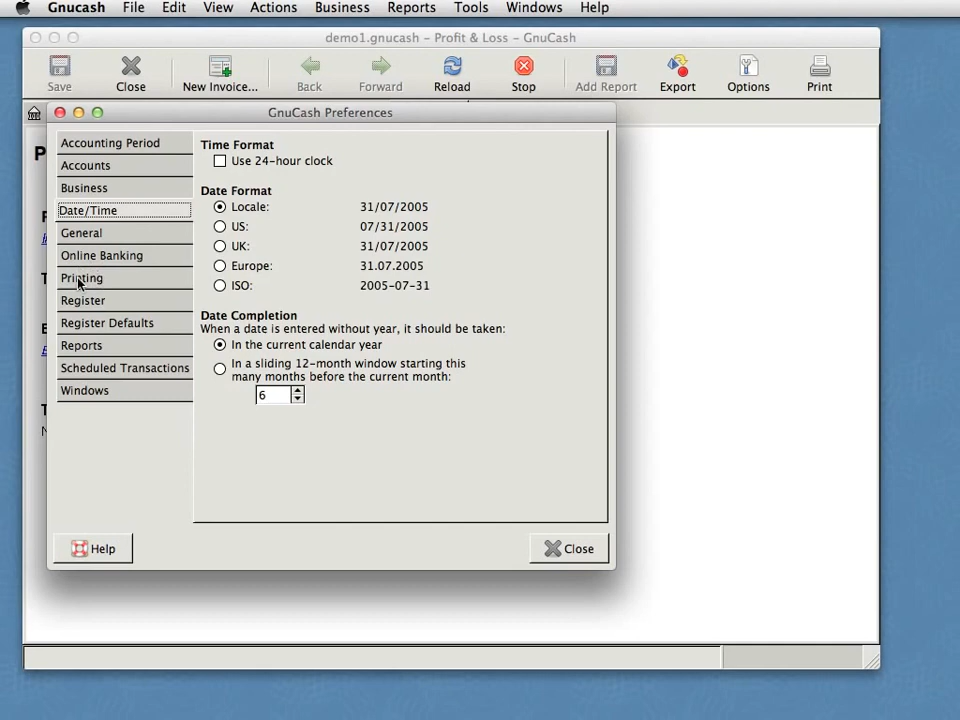 Gnucash File Edit View Actions Business Reports Tools Windows Help
demo1.gnucash – Profit & Loss – GnuCash
Save Close New Invoice... Back Forward Reload Stop Add Report Export Options Print
GnuCash Preferences
Accounting Period
Accounts
Business
Date/Time
General
Online Banking
Printing
Register
Register Defaults
Reports
Scheduled Transactions
Windows
Time Format
Use 24-hour clock
Date Format
Locale: 31/07/2005
US: 07/31/2005
UK: 31/07/2005
Europe: 31.07.2005
ISO: 2005-07-31
Date Completion
When a date is entered without year, it should be taken:
In the current calendar year
In a sliding 12-month window starting this
many months before the current month:
6
Help Close